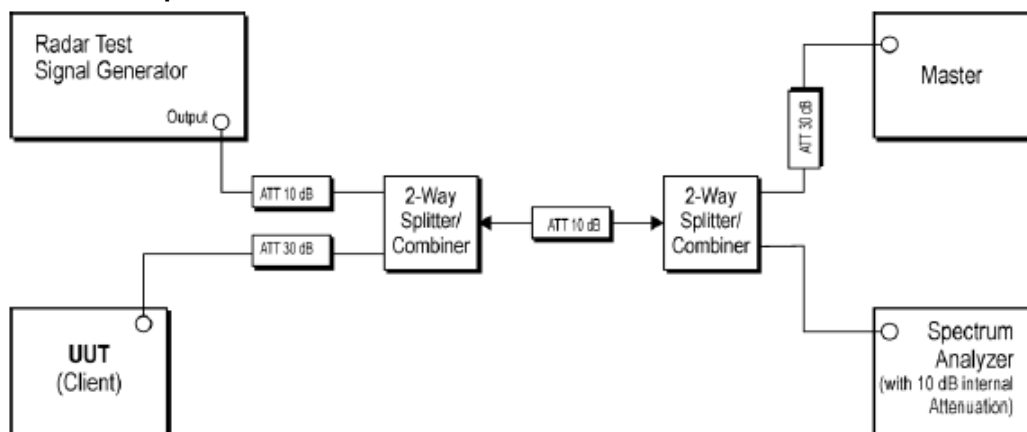 Radar Test
Signal Generator
Output
ATT 10 dB
ATT 30 dB
UUT
(Client)
2-Way
Splitter/
Combiner
ATT 10 dB
2-Way
Splitter/
Combiner
ATT 30 dB
Master
Spectrum
Analyzer
(with 10 dB internal
Attenuation)